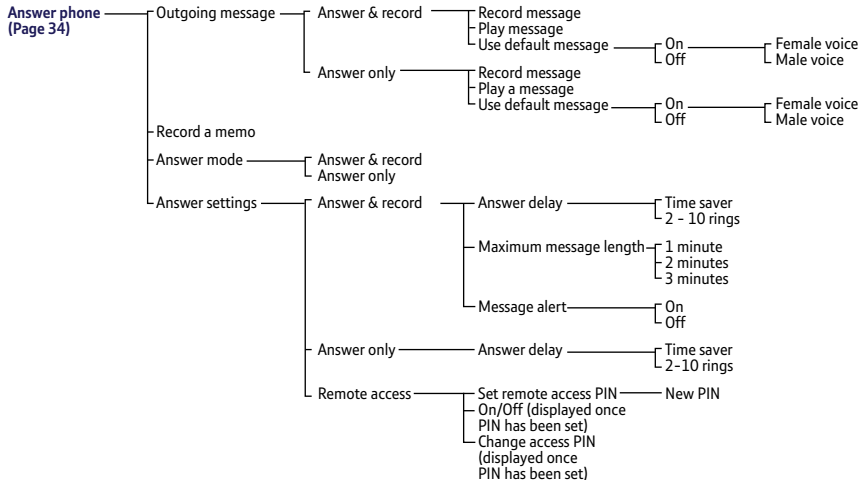 Answer phone Outgoing message Answer & record Record message
(Page 34) Play message
Use default message On Female voice
Off Male voice
Answer only Record message
Play a message
Use default message On Female voice
Off Male voice
Record a memo
Answer mode Answer & record
Answer only
Answer settings Answer & record Answer delay Time saver
2 - 10 rings
Maximum message length 1 minute
2 minutes
3 minutes
Message alert On
Off
Answer only Answer delay Time saver
2-10 rings
Remote access Set remote access PIN New PIN
On/Off (displayed once
PIN has been set)
Change access PIN
(displayed once
PIN has been set)